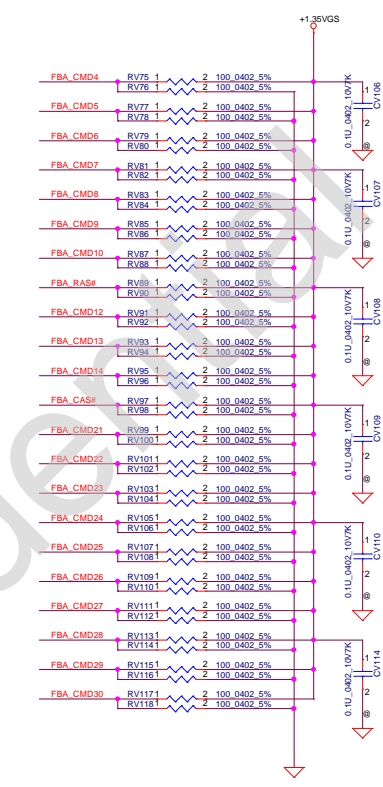 +1.35VGS
FBA_CMD4 RV75 1 2 100_0402_5%
RV76 1 2 100_0402_5%
FBA_CMD5 RV77 1 2 100_0402_5%
RV78 1 2 100_0402_5%
FBA_CMD6 RV79 1 2 100_0402_5%
RV80 1 2 100_0402_5%
FBA_CMD7 RV81 1 2 100_0402_5%
RV82 1 2 100_0402_5%
FBA_CMD8 RV83 1 2 100_0402_5%
RV84 1 2 100_0402_5%
FBA_CMD9 RV85 1 2 100_0402_5%
RV86 1 2 100_0402_5%
FBA_CMD10 RV87 1 2 100_0402_5%
RV88 1 2 100_0402_5%
FBA_RAS# RV89 1 2 100_0402_5%
RV90 1 2 100_0402_5%
FBA_CMD12 RV91 1 2 100_0402_5%
RV92 1 2 100_0402_5%
FBA_CMD13 RV93 1 2 100_0402_5%
RV94 1 2 100_0402_5%
FBA_CMD14 RV95 1 2 100_0402_5%
RV96 1 2 100_0402_5%
FBA_CAS# RV97 1 2 100_0402_5%
RV98 1 2 100_0402_5%
FBA_CMD21 RV99 1 2 100_0402_5%
RV100 1 2 100_0402_5%
FBA_CMD22 RV101 1 2 100_0402_5%
RV102 1 2 100_0402_5%
FBA_CMD23 RV103 1 2 100_0402_5%
RV104 1 2 100_0402_5%
FBA_CMD24 RV105 1 2 100_0402_5%
RV106 1 2 100_0402_5%
FBA_CMD25 RV107 1 2 100_0402_5%
RV108 1 2 100_0402_5%
FBA_CMD26 RV109 1 2 100_0402_5%
RV110 1 2 100_0402_5%
FBA_CMD27 RV111 1 2 100_0402_5%
RV112 1 2 100_0402_5%
FBA_CMD28 RV113 1 2 100_0402_5%
RV114 1 2 100_0402_5%
FBA_CMD29 RV115 1 2 100_0402_5%
RV116 1 2 100_0402_5%
FBA_CMD30 RV117 1 2 100_0402_5%
RV118 1 2 100_0402_5%
0.1U_0402_10V7K
1
2
@
CV106
0.1U_0402_10V7K
1
2
@
CV107
0.1U_0402_10V7K
1
2
@
CV108
0.1U_0402_10V7K
1
2
@
CV109
0.1U_0402_10V7K
1
2
@
CV110
0.1U_0402_10V7K
1
2
@
CV114
dential